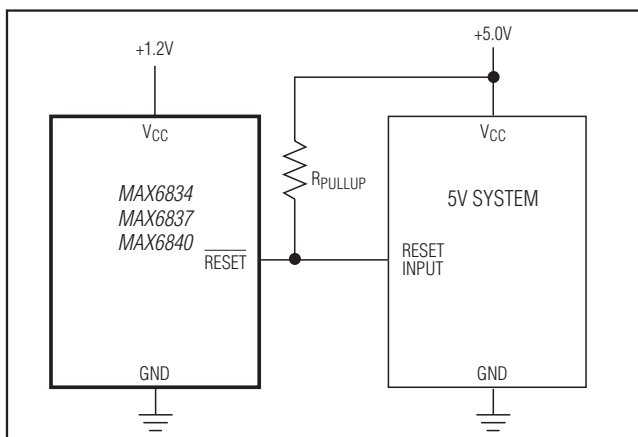 +1.2V
+5.0V
VCC
VCC
RPULLUP
MAX6834
MAX6837
MAX6840
5V SYSTEM
RESET
RESET
INPUT
GND
GND